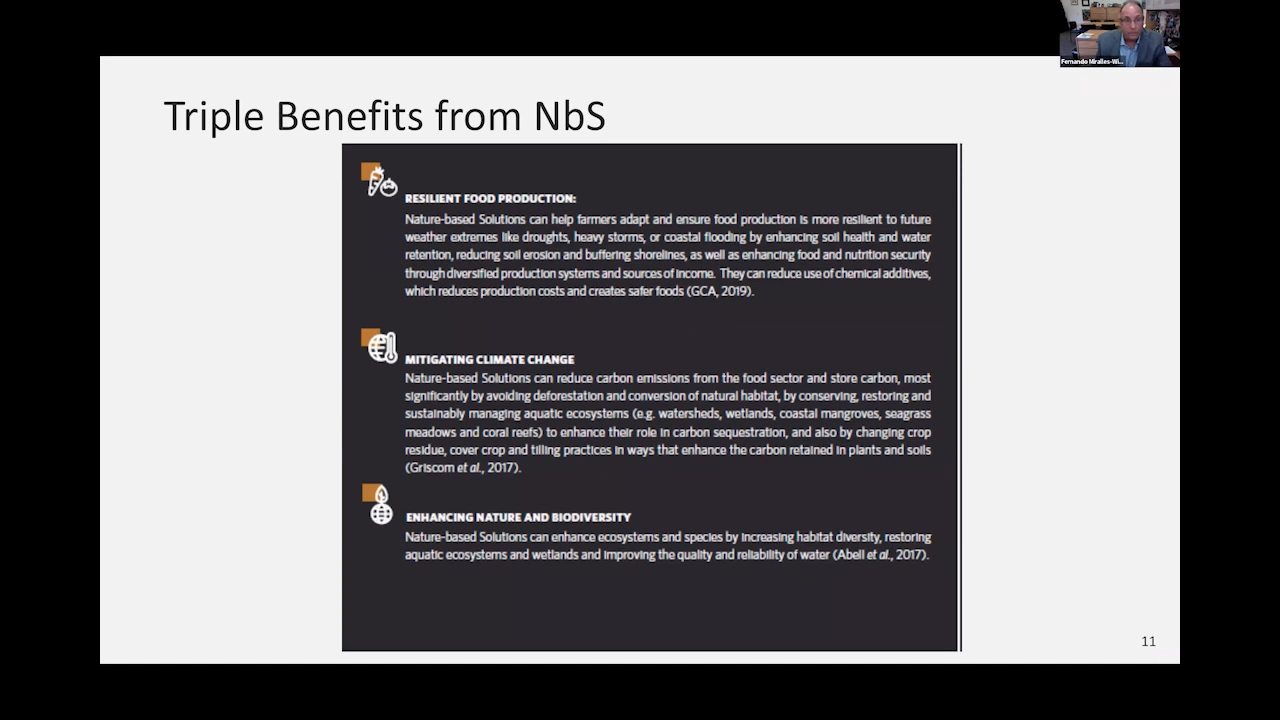 Fernando Miralles-Wi...
Triple Benefits from NbS
RESILIENT FOOD PRODUCTION:
Nature-based Solutions can help farmers adapt and ensure food production is more resilient to future
weather extremes like droughts, heavy storms, or coastal flooding by enhancing soil health and water
retention, reducing soil erosion and buffering shorelines, as well as enhancing food and nutrition security
through diversified production systems and sources of income. They can reduce use of chemical additives,
which reduces production costs and creates safer foods (GCA, 2019).
MITIGATING CLIMATE CHANGE
Nature-based Solutions can reduce carbon emissions from the food sector and store carbon, most
significantly by avoiding deforestation and conversion of natural habitat, by conserving, restoring and
sustainably managing aquatic ecosystems (e.g. watersheds, wetlands, coastal mangroves, seagrass
meadows and coral reefs) to enhance their role in carbon sequestration, and also by changing crop
residue, cover crop and tilling practices in ways that enhance the carbon retained in plants and soils
(Griscom et al., 2017).
ENHANCING NATURE AND BIODIVERSITY
Nature-based Solutions can enhance ecosystems and species by increasing habitat diversity, restoring
aquatic ecosystems and wetlands and improving the quality and reliability of water (Abell et al., 2017).
11